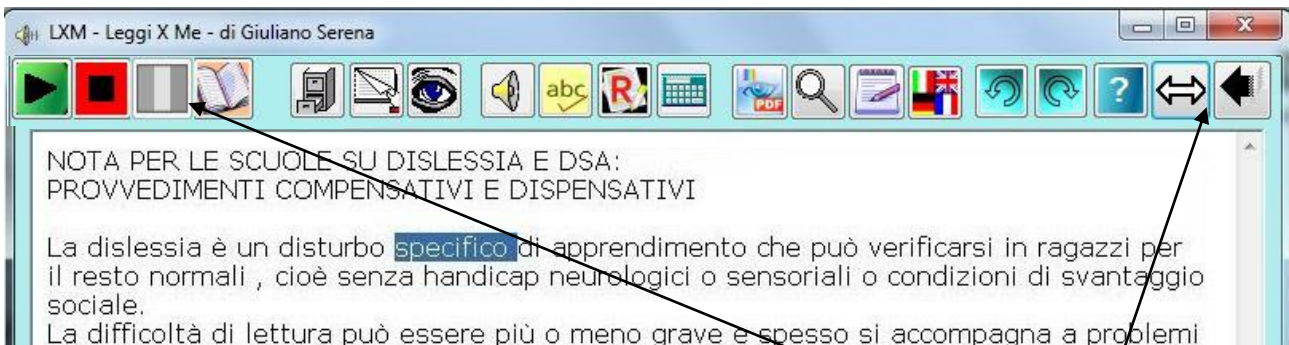 LXM - Leggi X Me - di Giuliano Serena
abc R PDF ?
NOTA PER LE SCUOLE SU DISLESSIA E DSA:
PROVVEDIMENTI COMPENSATIVI E DISPENSATIVI
La dislessia è un disturbo specifico di apprendimento che può verificarsi in ragazzi per
il resto normali , cioè senza handicap neurologici o sensoriali o condizioni di svantaggio
sociale.
La difficoltà di lettura può essere più o meno grave e spesso si accompagna a problemi